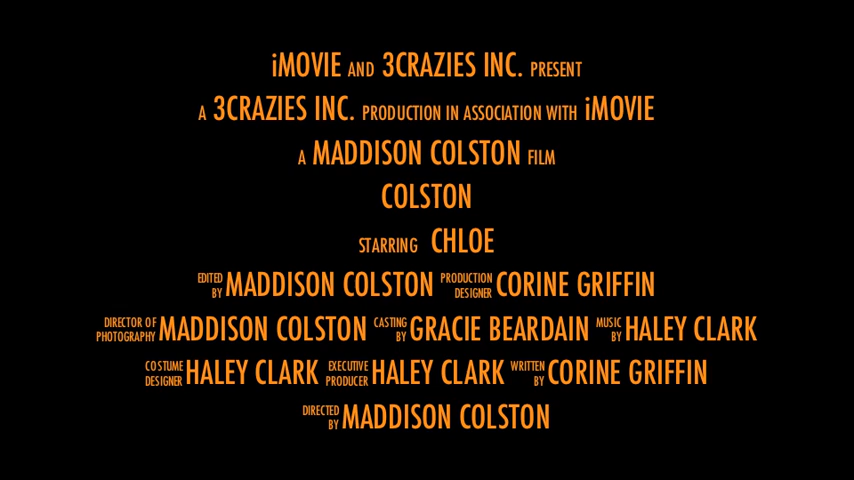 iMOVIE AND 3CRAZIES INC. PRESENT
A 3CRAZIES INC. PRODUCTION IN ASSOCIATION WITH iMOVIE
A MADDISON COLSTON FILM
COLSTON
STARRING CHLOE
EDITED BY MADDISON COLSTON PRODUCTION DESIGNER CORINE GRIFFIN
DIRECTOR OF PHOTOGRAPHY MADDISON COLSTON CASTING BY GRACIE BEARDAIN MUSIC BY HALEY CLARK
COSTUME DESIGNER HALEY CLARK EXECUTIVE PRODUCER HALEY CLARK WRITTEN BY CORINE GRIFFIN
DIRECTED BY MADDISON COLSTON